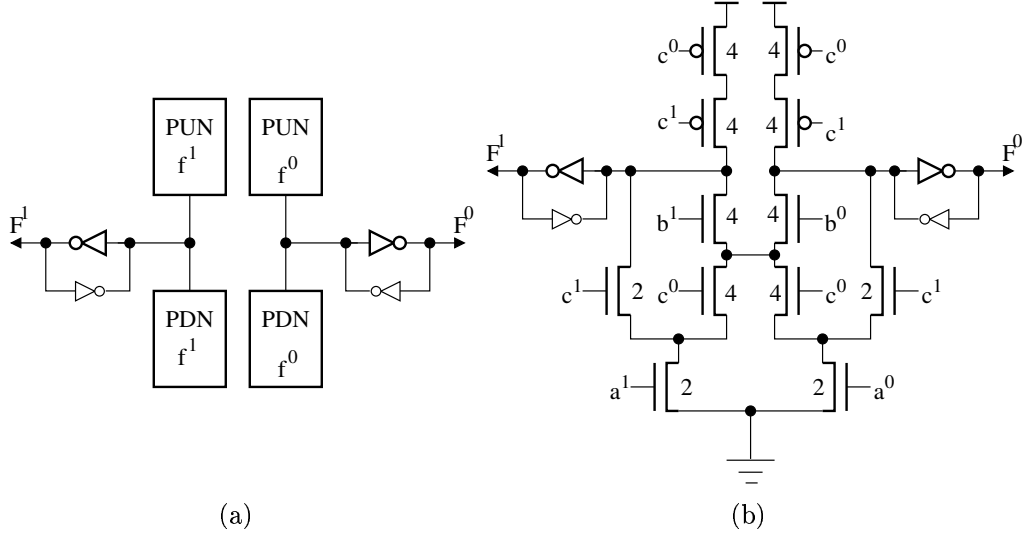 PUN
f¹
PUN
f⁰
F¹
F⁰
PDN
f¹
PDN
f⁰
(a)
c⁰ 4 4 c⁰
c¹ 4 4 c¹
F¹ F⁰
b¹ 4 4 b⁰
c¹ 2 c⁰ 4 4 c⁰ 2 c¹
a¹ 2 2 a⁰
(b)